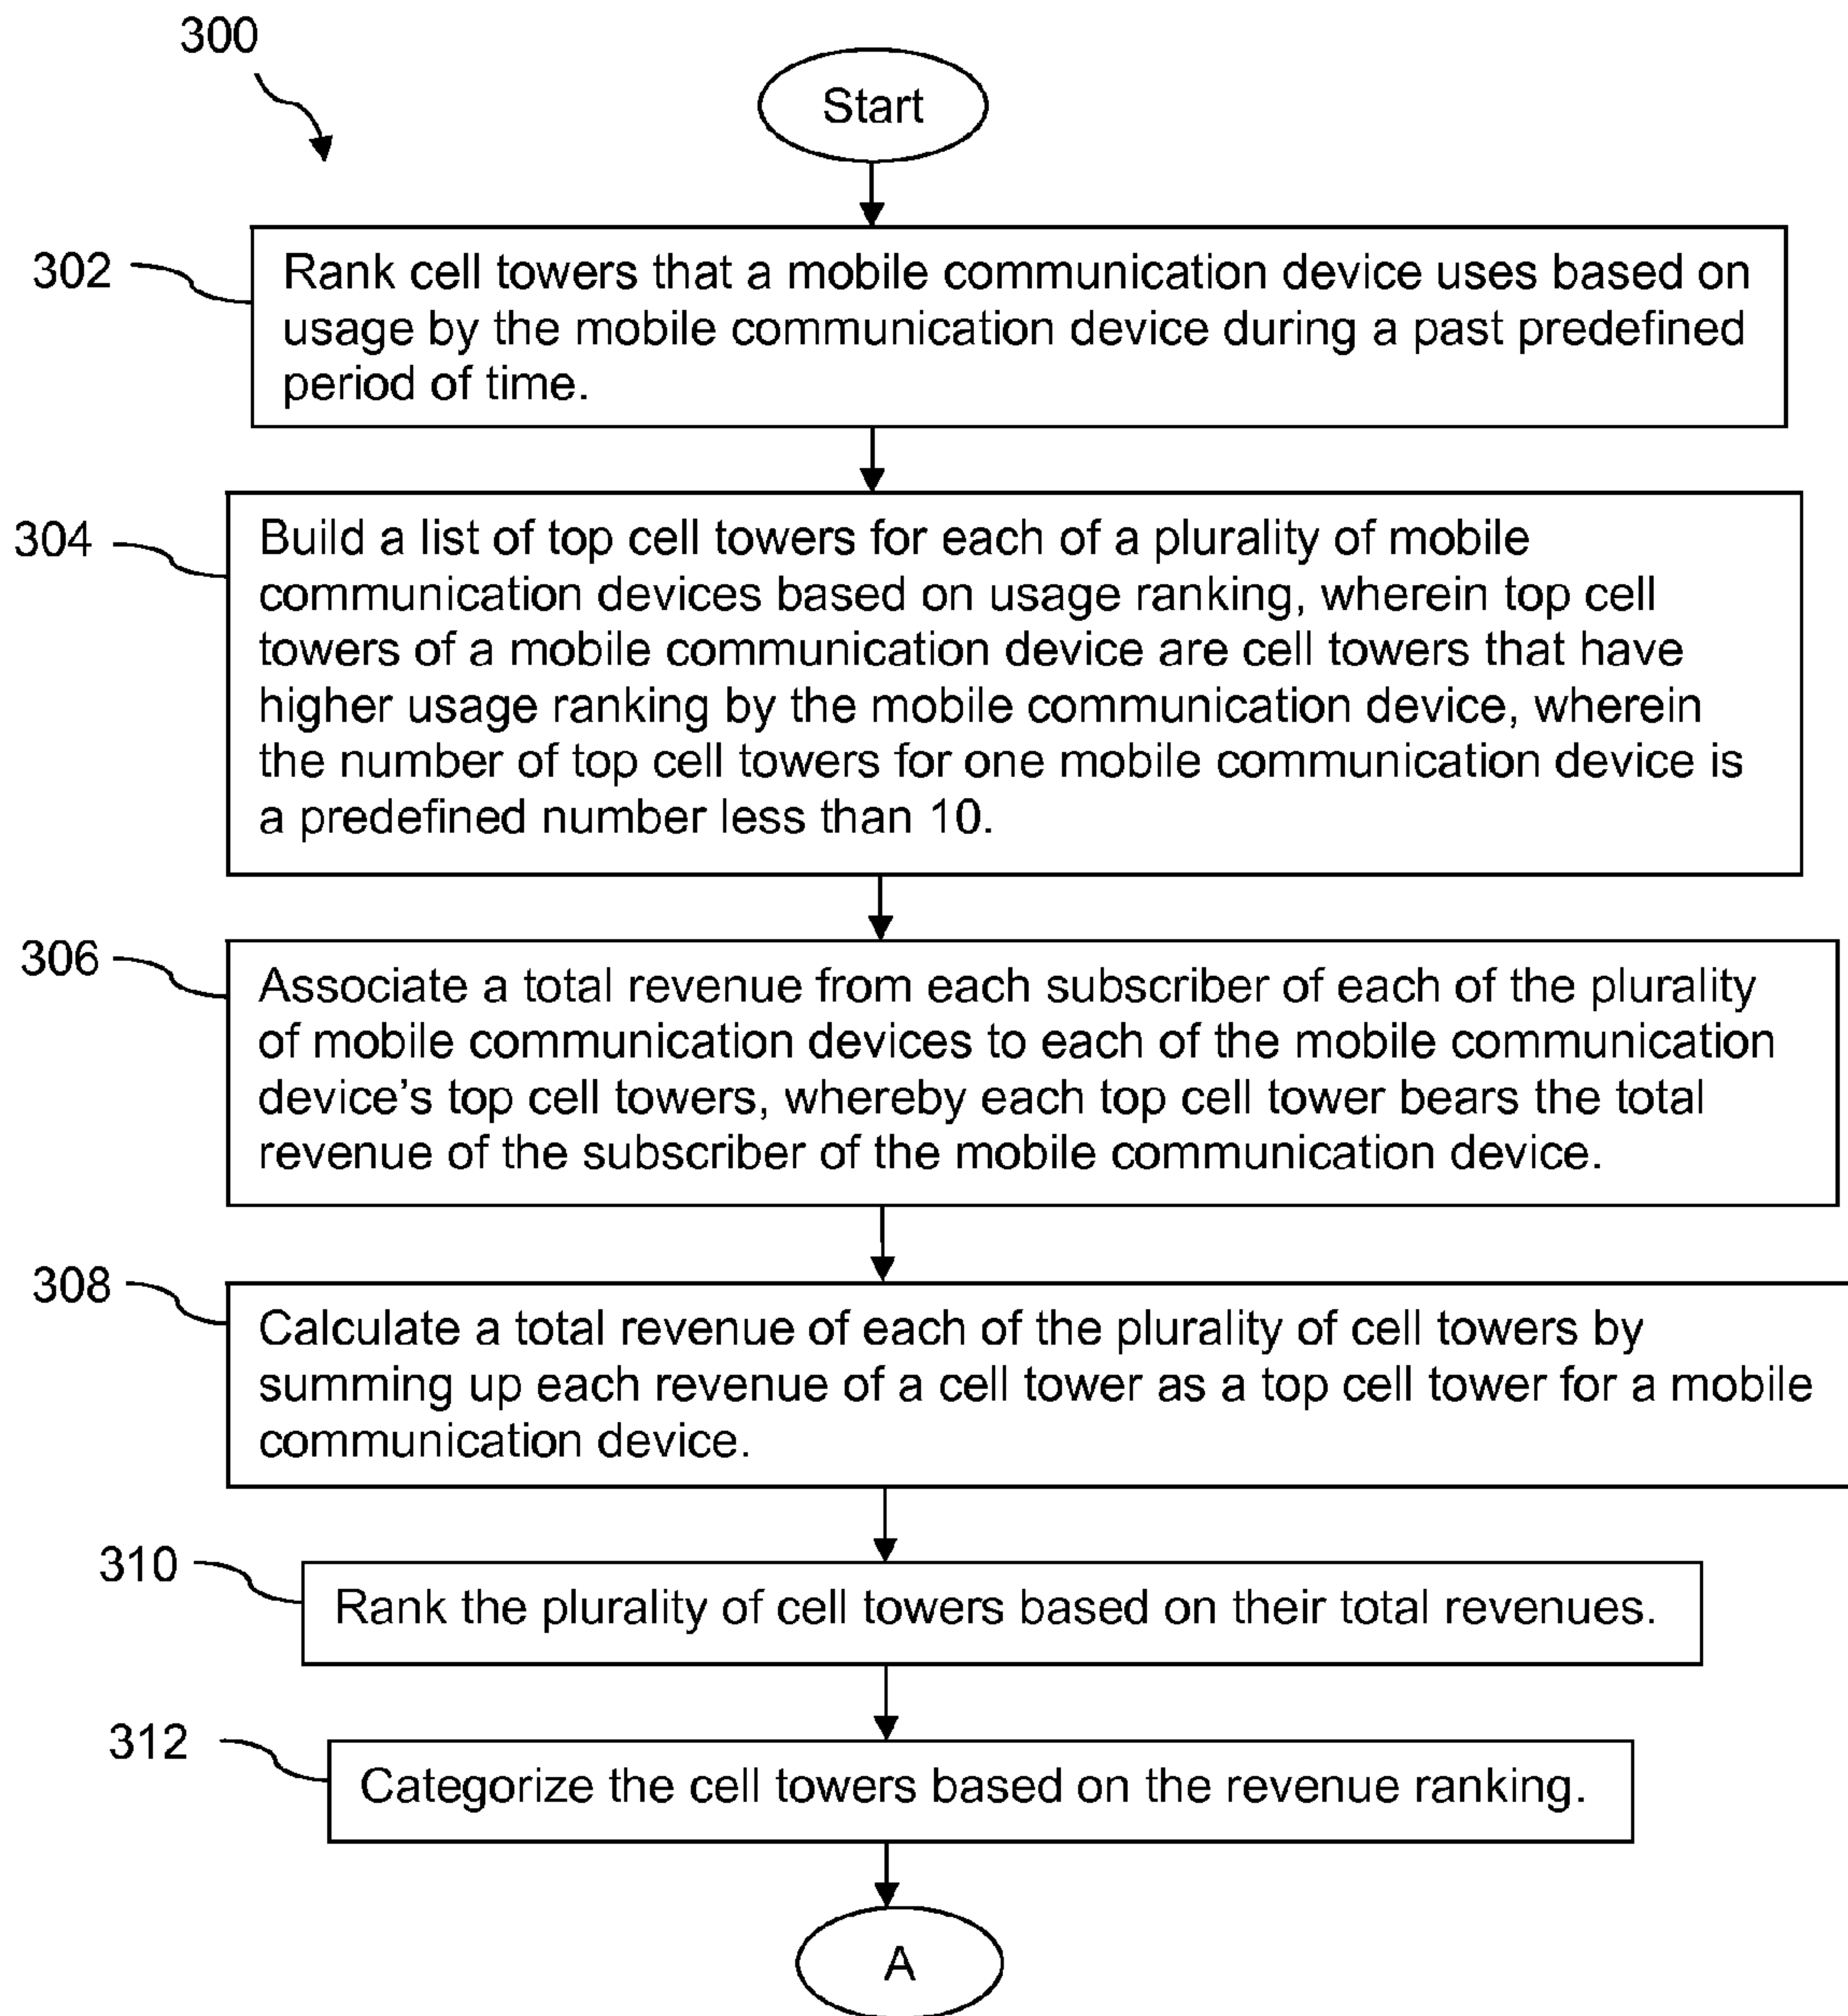 300
Start
302
Rank cell towers that a mobile communication device uses based on
usage by the mobile communication device during a past predefined
period of time.
304
Build a list of top cell towers for each of a plurality of mobile
communication devices based on usage ranking, wherein top cell
towers of a mobile communication device are cell towers that have
higher usage ranking by the mobile communication device, wherein
the number of top cell towers for one mobile communication device is
a predefined number less than 10.
306
Associate a total revenue from each subscriber of each of the plurality
of mobile communication devices to each of the mobile communication
device's top cell towers, whereby each top cell tower bears the total
revenue of the subscriber of the mobile communication device.
308
Calculate a total revenue of each of the plurality of cell towers by
summing up each revenue of a cell tower as a top cell tower for a mobile
communication device.
310
Rank the plurality of cell towers based on their total revenues.
312
Categorize the cell towers based on the revenue ranking.
A